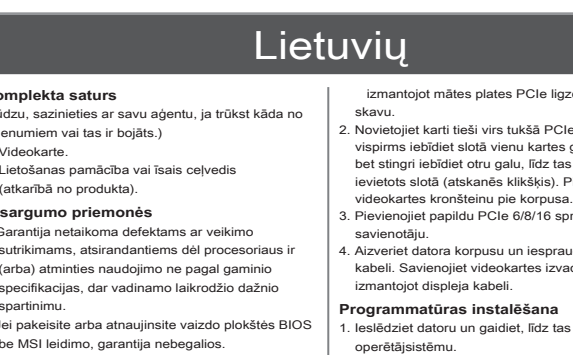 Lietuvių
omplekta saturs
ūdzu, sazinieties ar savu aģentu, ja trūkst kāda no
enumiem vai tas ir bojāts.)
Videokarte.
Lietošanas pamācība vai īsais ceļvedis
(atkarībā no produkta).
sargumo priemonės
Garantija netaikoma defektams ar veikimo
sutrikimams, atsirandantiems dėl procesoriaus ir
(arba) atminties naudojimo ne pagal gaminio
specifikacijas, dar vadinamo laikrodžio dažnio
spartinimu.
Jei pakeisite arba atnaujinsite vaizdo plokštės BIOS
be MSI leidimo, garantija nebegalios.
izmantojot mātes plates PCIe ligz
skavu.
2. Novietojiet karti tieši virs tukšā PCIe
vispirms iebīdiet slotā vienu kartes g
bet stingri iebīdiet otru galu, līdz tas
ievietots slotā (atskanēs klikšķis). P
videokartes kronšteinu pie korpusa.
3. Pievienojiet papildu PCIe 6/8/16 spr
savienotāju.
4. Aizveriet datora korpusu un iesprau
kabeli. Savienojiet videokartes izva
izmantojot displeja kabeli.
Programmatūras instalēšana
1. Ieslēdziet datoru un gaidiet, līdz tas
operētājsistēmu.